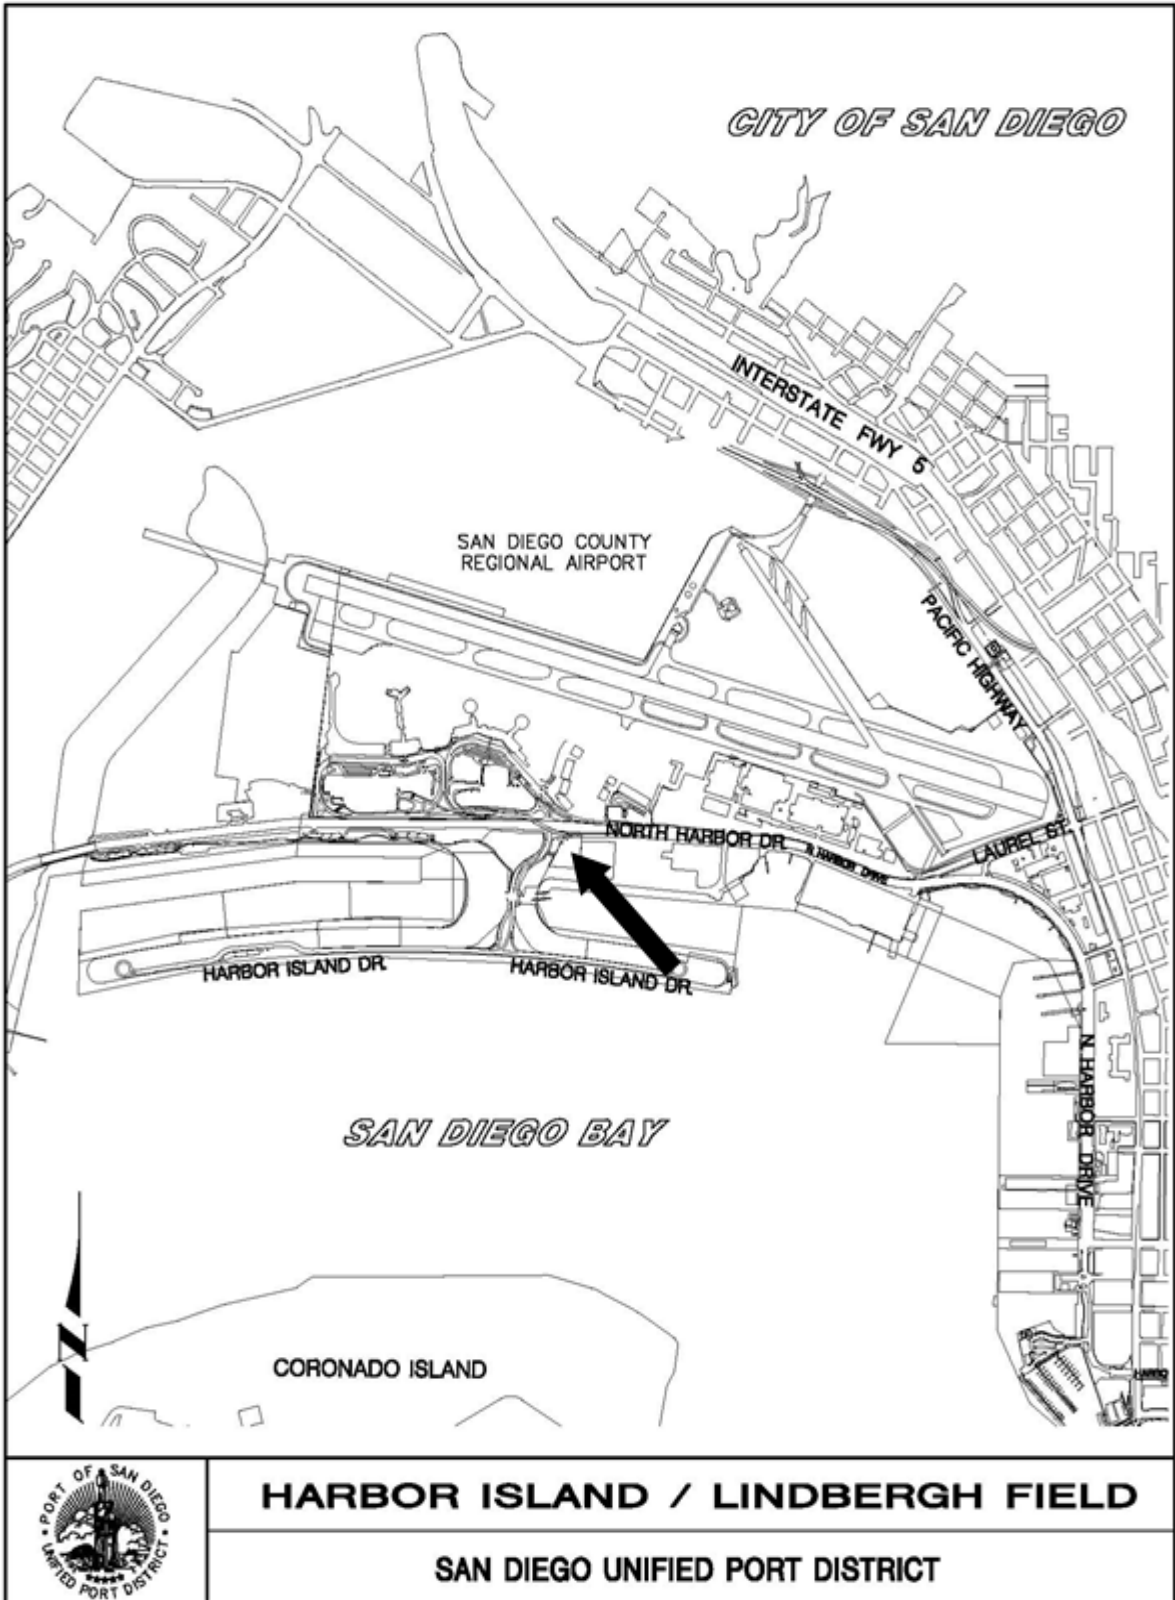 CITY OF SAN DIEGO
INTERSTATE FWY 5
SAN DIEGO COUNTY
REGIONAL AIRPORT
PACIFIC HIGHWAY
NORTH HARBOR DR.
N. HARBOR DRIVE
LAUREL ST.
HARBOR ISLAND DR.
HARBOR ISLAND DR.
N. HARBOR DRIVE
SAN DIEGO BAY
N
CORONADO ISLAND
PORT OF SAN DIEGO
UNIFIED PORT DISTRICT
HARBOR ISLAND / LINDBERGH FIELD
SAN DIEGO UNIFIED PORT DISTRICT